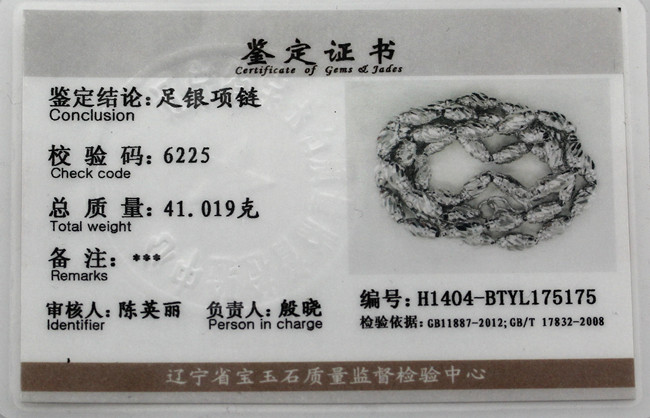 鉴定证书
Certificate of Gems & Jades
鉴定结论：足银项链
Conclusion
校验码：6225
Check code
总质量：41.019克
Total weight
备注：***
Remarks
审核人：陈英丽 负责人：殷晓
Identifier Person in charge
编号：H1404-BTYL175175
检验依据：GB11887-2012;GB/T 17832-2008
辽宁省宝玉石质量监督检验中心